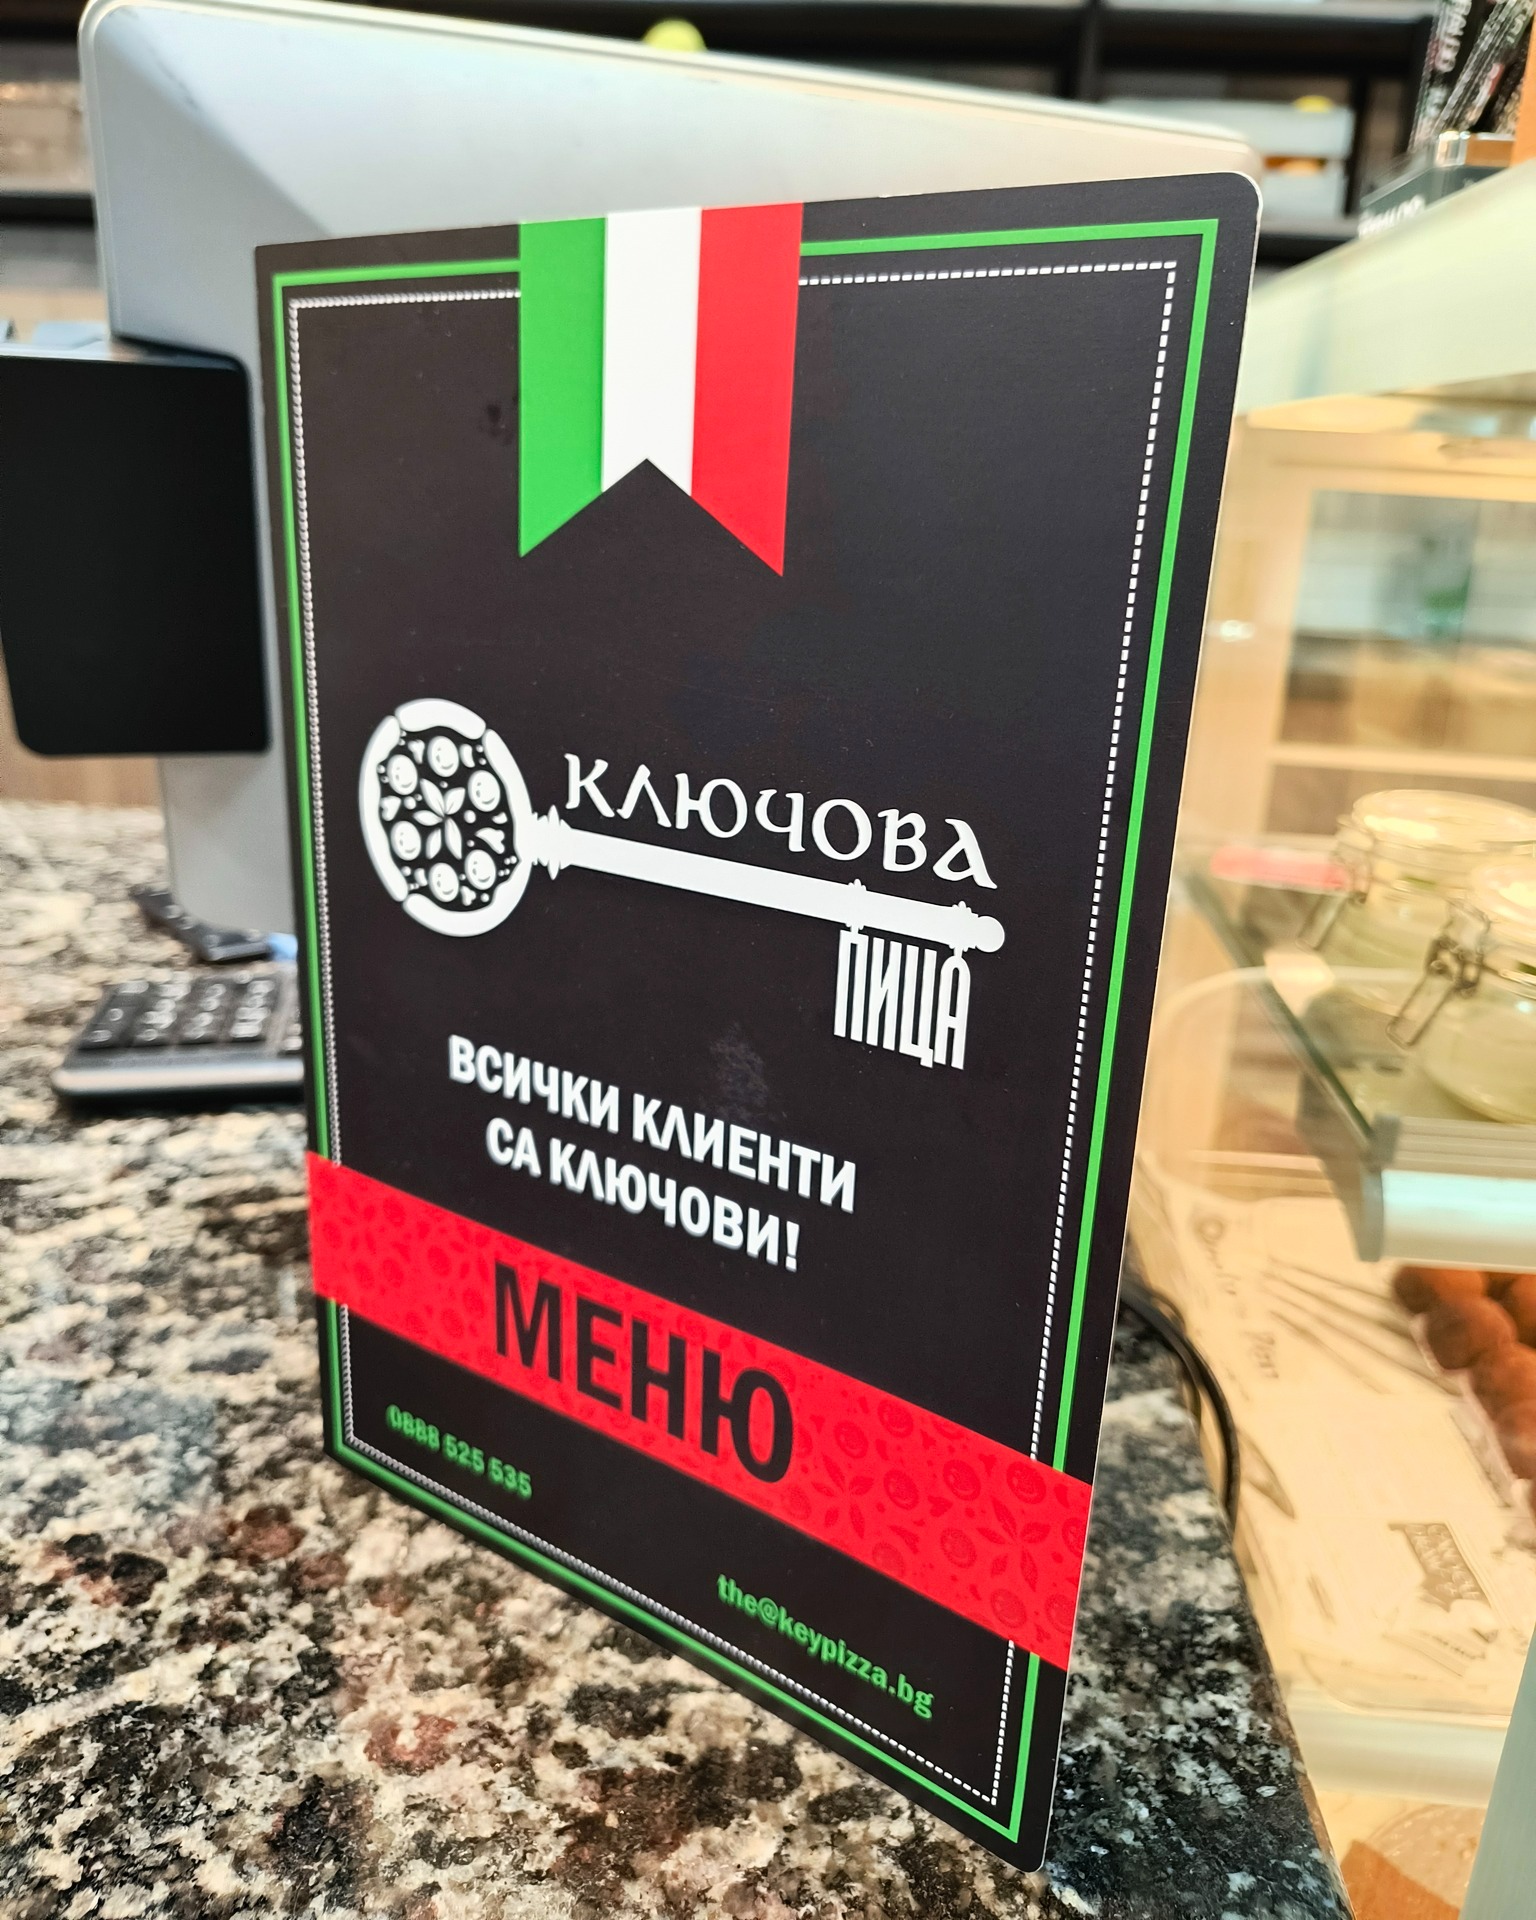 КЛЮЧОВА
ПИЦА
ВСИЧКИ КЛИЕНТИ
СА КЛЮЧОВИ!
МЕНЮ
0888 525 535
the@keypizza.bg